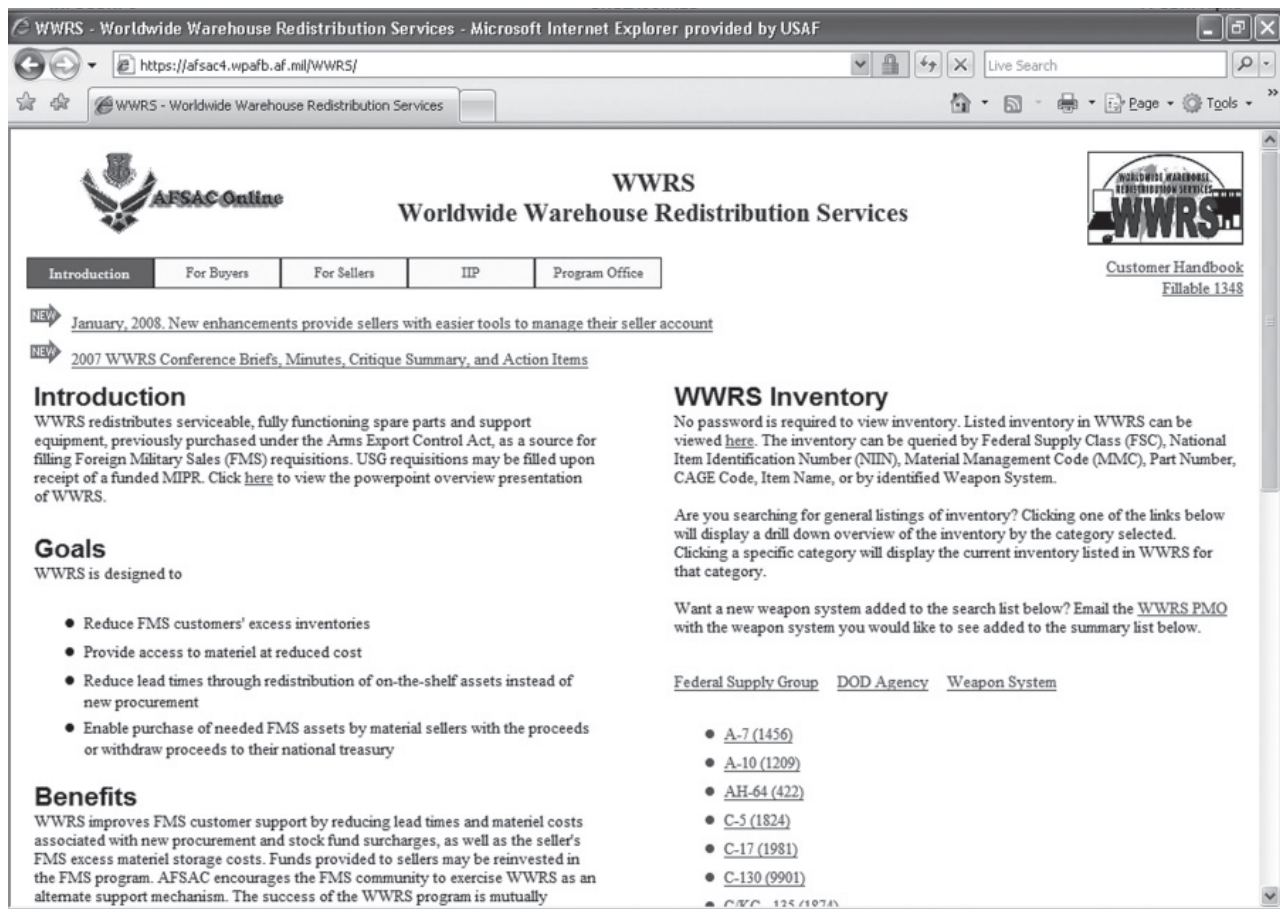 WWRS - Worldwide Warehouse Redistribution Services - Microsoft Internet Explorer provided by USAF
https://afsac4.wpafb.af.mil/WWRS/
Live Search
WWRS - Worldwide Warehouse Redistribution Services
Page
Tools
AFSAC Online
WWRS
Worldwide Warehouse Redistribution Services
WORLDWIDE WAREHOUSE
REDISTRIBUTION SERVICES
WWRS
Introduction
For Buyers
For Sellers
IIP
Program Office
Customer Handbook
Fillable 1348
NEW January, 2008. New enhancements provide sellers with easier tools to manage their seller account
NEW 2007 WWRS Conference Briefs, Minutes, Critique Summary, and Action Items
Introduction
WWRS redistributes serviceable, fully functioning spare parts and support
equipment, previously purchased under the Arms Export Control Act, as a source for
filling Foreign Military Sales (FMS) requisitions. USG requisitions may be filled upon
receipt of a funded MIPR. Click here to view the powerpoint overview presentation
of WWRS.
Goals
WWRS is designed to
● Reduce FMS customers' excess inventories
● Provide access to materiel at reduced cost
● Reduce lead times through redistribution of on-the-shelf assets instead of
new procurement
● Enable purchase of needed FMS assets by material sellers with the proceeds
or withdraw proceeds to their national treasury
Benefits
WWRS improves FMS customer support by reducing lead times and materiel costs
associated with new procurement and stock fund surcharges, as well as the seller's
FMS excess materiel storage costs. Funds provided to sellers may be reinvested in
the FMS program. AFSAC encourages the FMS community to exercise WWRS as an
alternate support mechanism. The success of the WWRS program is mutually
WWRS Inventory
No password is required to view inventory. Listed inventory in WWRS can be
viewed here. The inventory can be queried by Federal Supply Class (FSC), National
Item Identification Number (NIIN), Material Management Code (MMC), Part Number,
CAGE Code, Item Name, or by identified Weapon System.
Are you searching for general listings of inventory? Clicking one of the links below
will display a drill down overview of the inventory by the category selected.
Clicking a specific category will display the current inventory listed in WWRS for
that category.
Want a new weapon system added to the search list below? Email the WWRS PMO
with the weapon system you would like to see added to the summary list below.
Federal Supply Group DOD Agency Weapon System
● A-7 (1456)
● A-10 (1209)
● AH-64 (422)
● C-5 (1824)
● C-17 (1981)
● C-130 (9901)
● C/KC -135 (1874)